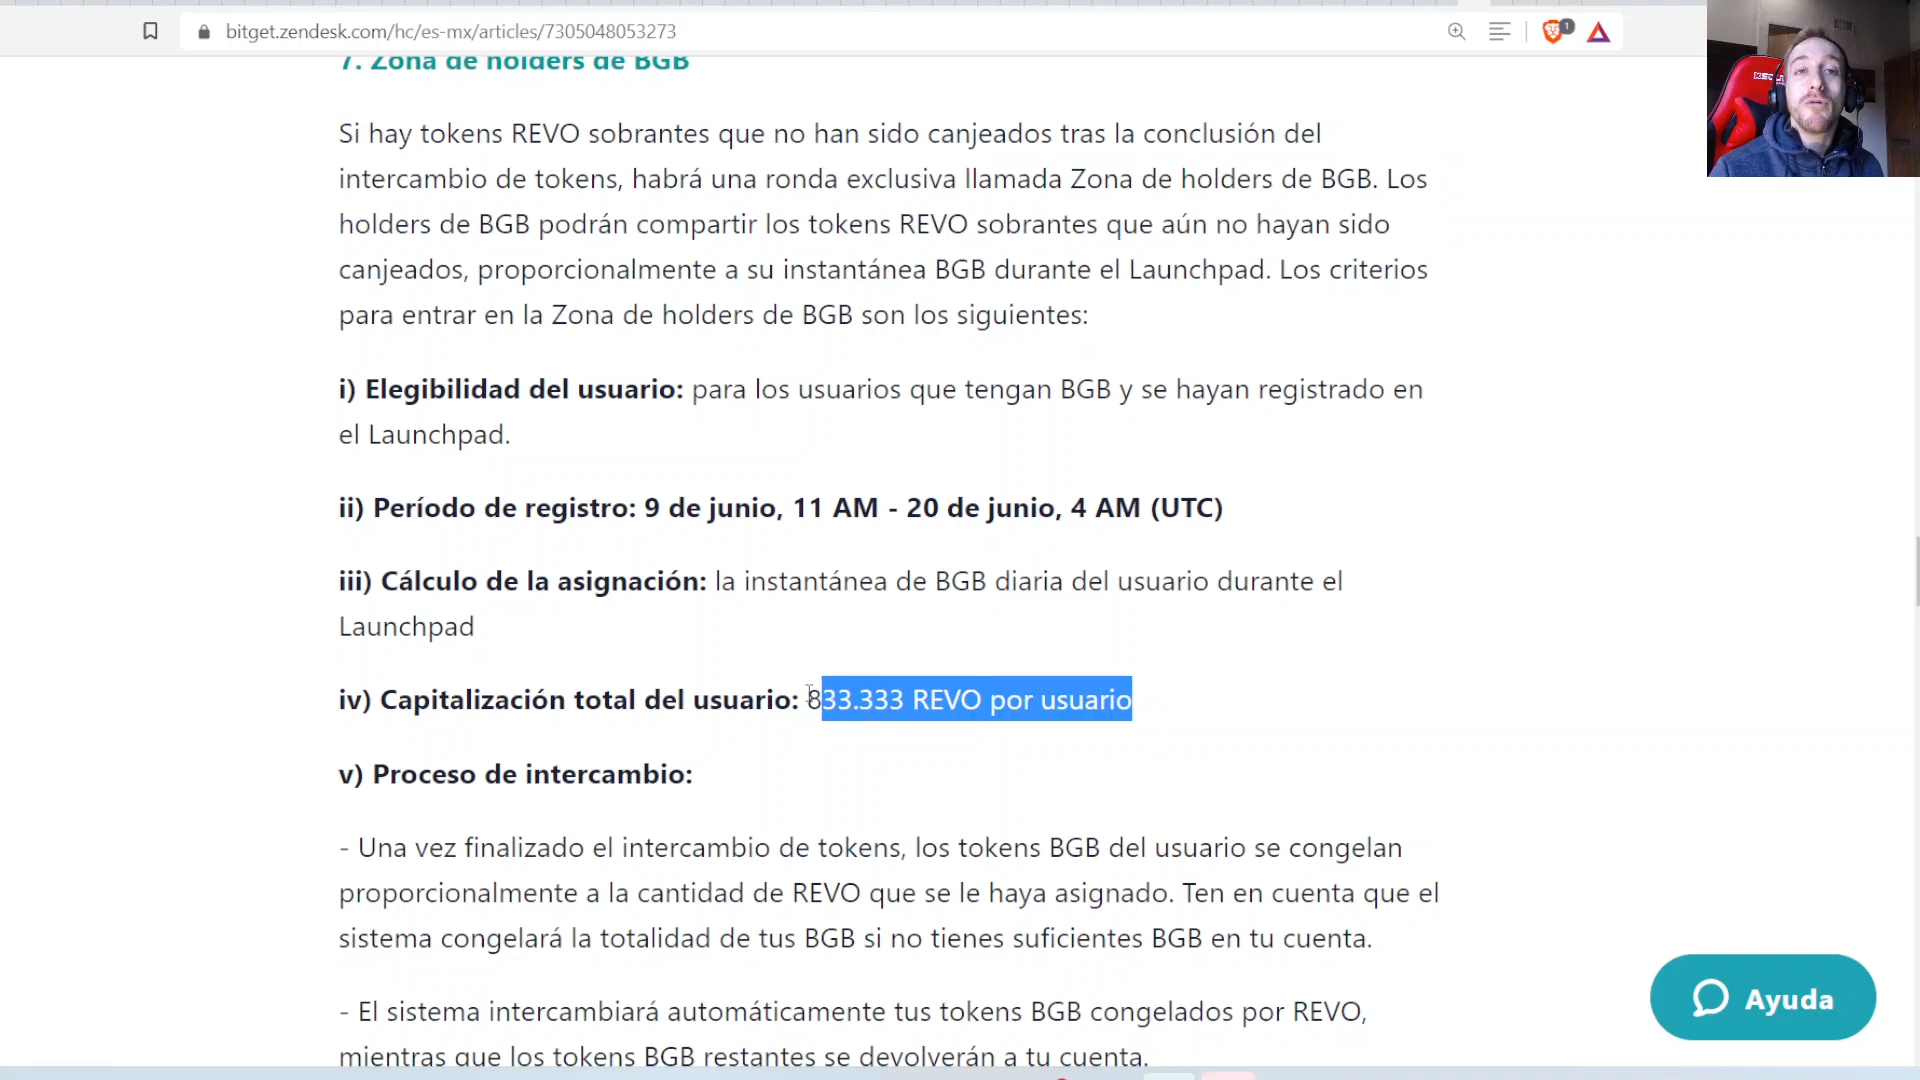 bitget.zendesk.com/hc/es-mx/articles/7305048053273
1
7. Zona de holders de BGB
Si hay tokens REVO sobrantes que no han sido canjeados tras la conclusión del
intercambio de tokens, habrá una ronda exclusiva llamada Zona de holders de BGB. Los
holders de BGB podrán compartir los tokens REVO sobrantes que aún no hayan sido
canjeados, proporcionalmente a su instantánea BGB durante el Launchpad. Los criterios
para entrar en la Zona de holders de BGB son los siguientes:
i) Elegibilidad del usuario: para los usuarios que tengan BGB y se hayan registrado en
el Launchpad.
ii) Período de registro: 9 de junio, 11 AM - 20 de junio, 4 AM (UTC)
iii) Cálculo de la asignación: la instantánea de BGB diaria del usuario durante el
Launchpad
iv) Capitalización total del usuario: 833.333 REVO por usuario
v) Proceso de intercambio:
- Una vez finalizado el intercambio de tokens, los tokens BGB del usuario se congelan
proporcionalmente a la cantidad de REVO que se le haya asignado. Ten en cuenta que el
sistema congelará la totalidad de tus BGB si no tienes suficientes BGB en tu cuenta.
- El sistema intercambiará automáticamente tus tokens BGB congelados por REVO,
mientras que los tokens BGB restantes se devolverán a tu cuenta.
Ayuda